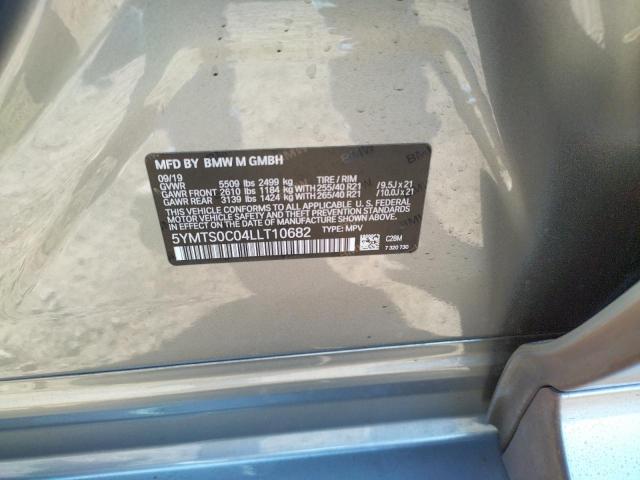 MFD BY BMW M GMBH
09/19
GVWR 5509 lbs 2499 kg TIRE / RIM
GAWR FRONT 2610 lbs 1184 kg WITH 255/40 R21 / 9.5J x 21
GAWR REAR 3139 lbs 1424 kg WITH 265/40 R21 / 10.0J x 21
THIS VEHICLE CONFORMS TO ALL APPLICABLE U.S. FEDERAL
MOTOR VEHICLE SAFETY AND THEFT PREVENTION STANDARDS
IN EFFECT ON THE DATE OF MANUFACTURE SHOWN ABOVE.
5YMTS0C04LLT10682 TYPE: MPV
C28M
7 320 730